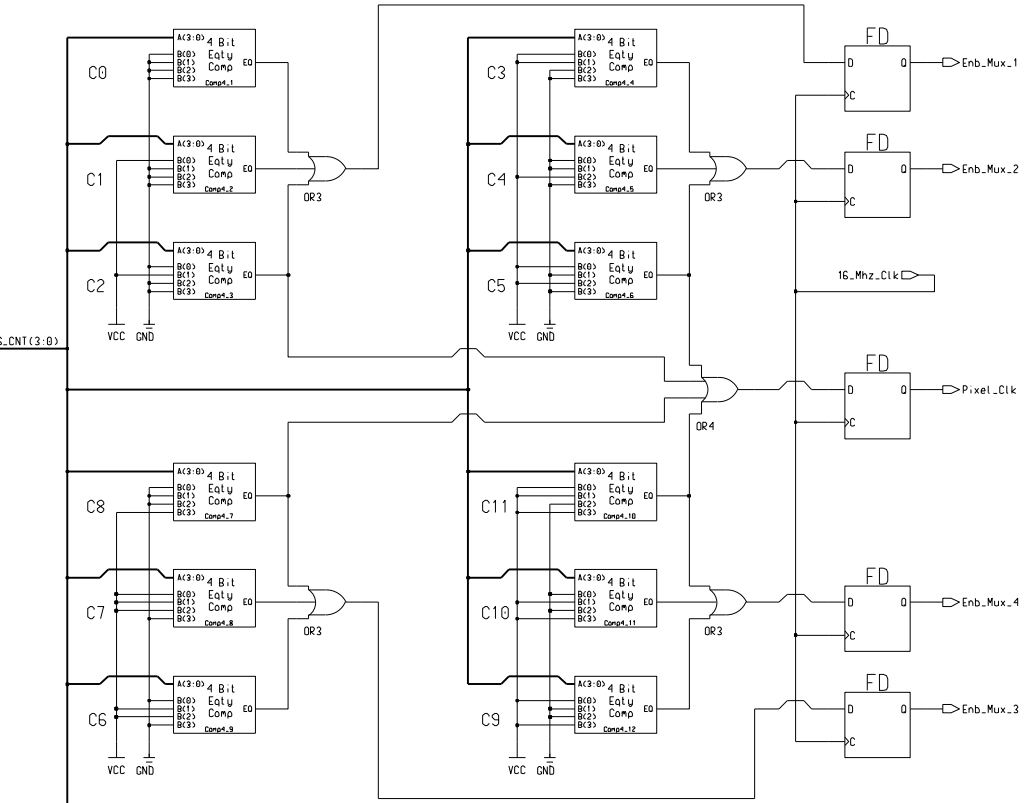 C0
A(3:0) 4 Bit
B(0) Eqty EQ
B(1) Comp
B(2)
B(3) Comp4_1
C1
A(3:0) 4 Bit
B(0) Eqty EQ
B(1) Comp
B(2)
B(3) Comp4_2
OR3
C2
A(3:0) 4 Bit
B(0) Eqty EQ
B(1) Comp
B(2)
B(3) Comp4_3
VCC GND
C3
A(3:0) 4 Bit
B(0) Eqty EQ
B(1) Comp
B(2)
B(3) Comp4_4
C4
A(3:0) 4 Bit
B(0) Eqty EQ
B(1) Comp
B(2)
B(3) Comp4_5
OR3
C5
A(3:0) 4 Bit
B(0) Eqty EQ
B(1) Comp
B(2)
B(3) Comp4_6
VCC GND
FD
D Q Enb_Mux_1
C
FD
D Q Enb_Mux_2
C
16_Mhz_Clk
S_CNT(3:0)
OR4
FD
D Q Pixel_Clk
C
C8
A(3:0) 4 Bit
B(0) Eqty EQ
B(1) Comp
B(2)
B(3) Comp4_7
C7
A(3:0) 4 Bit
B(0) Eqty EQ
B(1) Comp
B(2)
B(3) Comp4_8
OR3
C6
A(3:0) 4 Bit
B(0) Eqty EQ
B(1) Comp
B(2)
B(3) Comp4_9
VCC GND
C11
A(3:0) 4 Bit
B(0) Eqty EQ
B(1) Comp
B(2)
B(3) Comp4_10
C10
A(3:0) 4 Bit
B(0) Eqty EQ
B(1) Comp
B(2)
B(3) Comp4_11
OR3
C9
A(3:0) 4 Bit
B(0) Eqty EQ
B(1) Comp
B(2)
B(3) Comp4_12
VCC GND
FD
D Q Enb_Mux_4
C
FD
D Q Enb_Mux_3
C